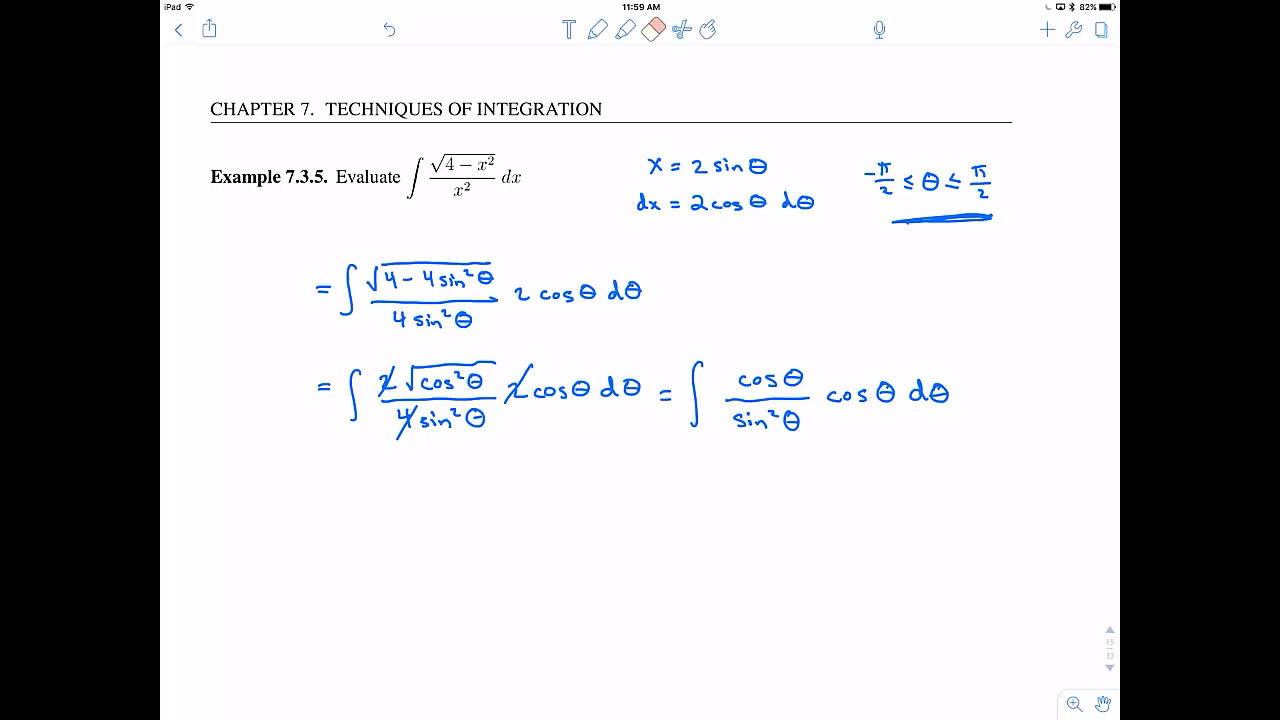 iPad 11:59 AM 82%
T
CHAPTER 7. TECHNIQUES OF INTEGRATION
Example 7.3.5. Evaluate ∫ √(4 − x²) / x² dx
x = 2 sin θ
dx = 2 cos θ dθ
-π/2 ≤ θ ≤ π/2
= ∫ √(4 - 4 sin²θ) / (4 sin²θ) 2 cos θ dθ
= ∫ 2 √(cos²θ) / (4 sin²θ) 2 cos θ dθ = ∫ cos θ / sin²θ cos θ dθ
15
33